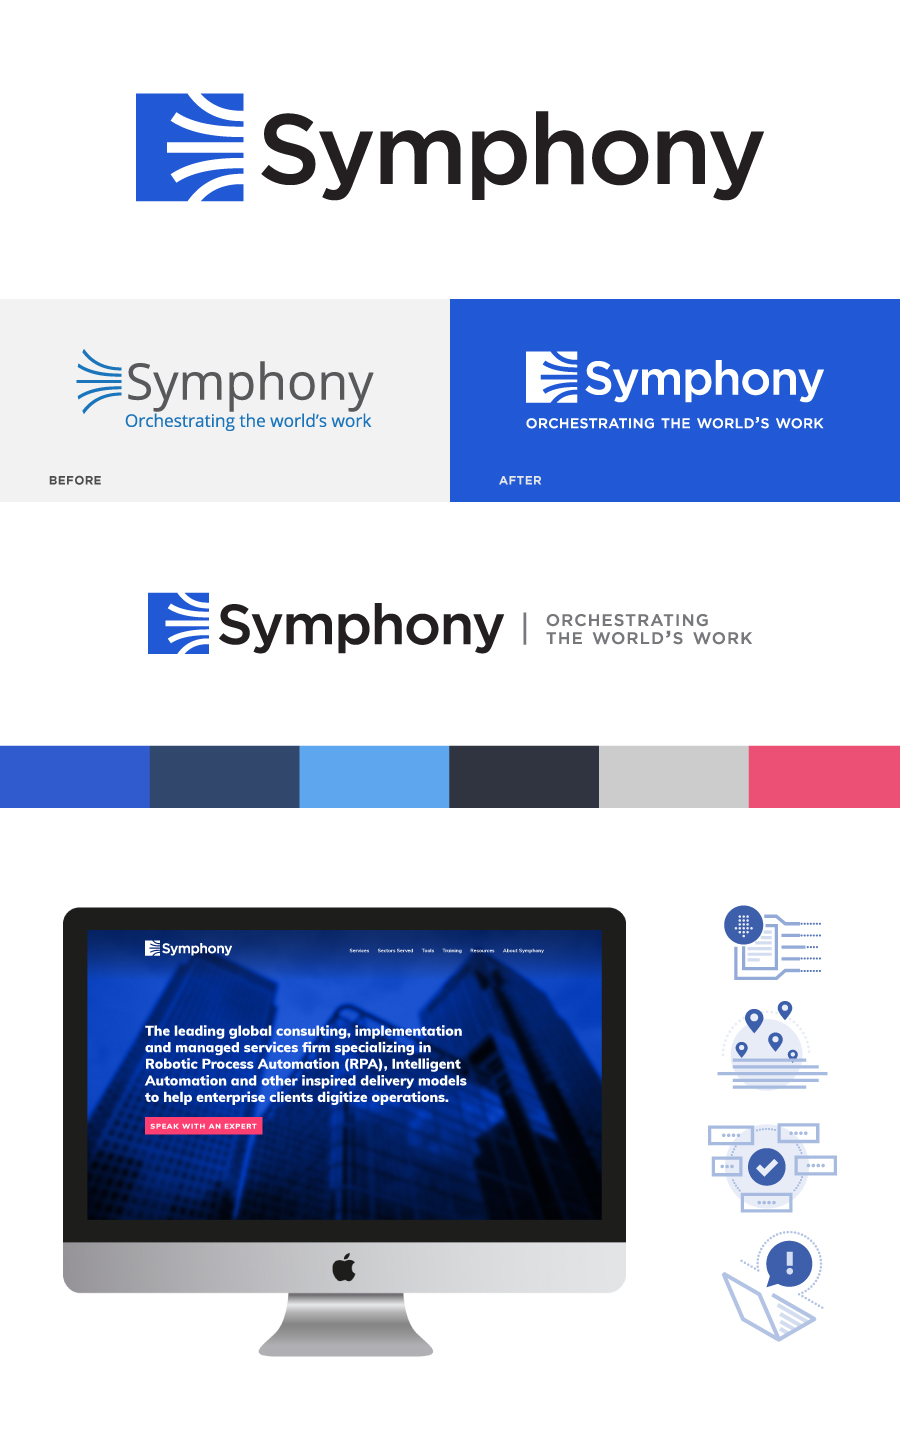 Symphony
Symphony
Orchestrating the world's work
BEFORE
Symphony
ORCHESTRATING THE WORLD'S WORK
AFTER
Symphony | ORCHESTRATING
THE WORLD'S WORK
Symphony
Services Sectors Served Tools Training Resources About Symphony
The leading global consulting, implementation
and managed services firm specializing in
Robotic Process Automation (RPA), Intelligent
Automation and other inspired delivery models
to help enterprise clients digitize operations.
SPEAK WITH AN EXPERT
!